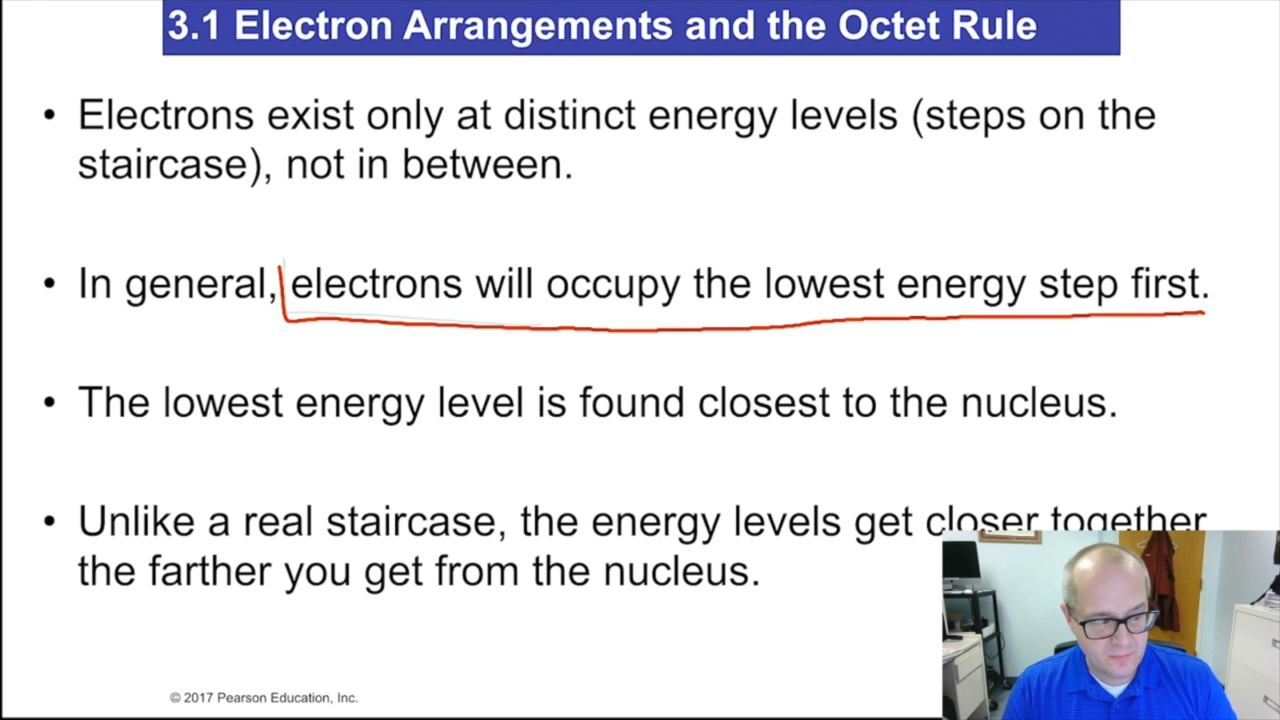 3.1 Electron Arrangements and the Octet Rule
• Electrons exist only at distinct energy levels (steps on the
staircase), not in between.
• In general, electrons will occupy the lowest energy step first.
• The lowest energy level is found closest to the nucleus.
• Unlike a real staircase, the energy levels get closer together
the farther you get from the nucleus.
© 2017 Pearson Education, Inc.